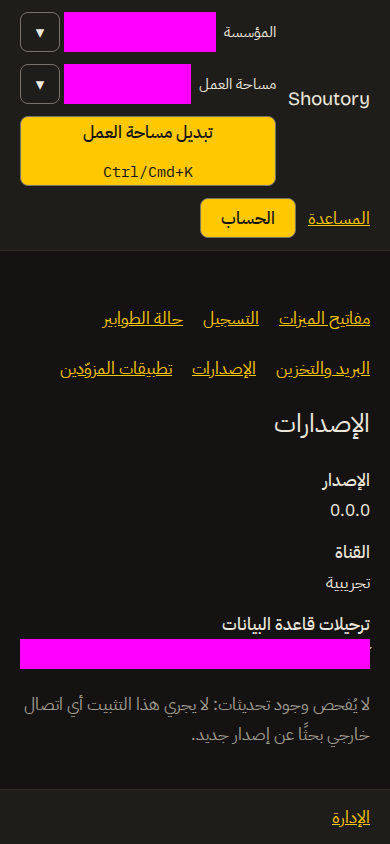 المؤسسة
▼
مساحة العمل
▼
Shoutory
تبديل مساحة العمل
Ctrl/Cmd+K
المساعدة
الحساب
مفاتيح الميزات
التسجيل
حالة الطوابير
البريد والتخزين
الإصدارات
تطبيقات المزوّدين
الإصدارات
الإصدار
0.0.0
القناة
تجريبية
ترحيلات قاعدة البيانات
لا يُفحص وجود تحديثات: لا يجري هذا التثبيت أي اتصال
خارجي بحثًا عن إصدار جديد.
الإدارة